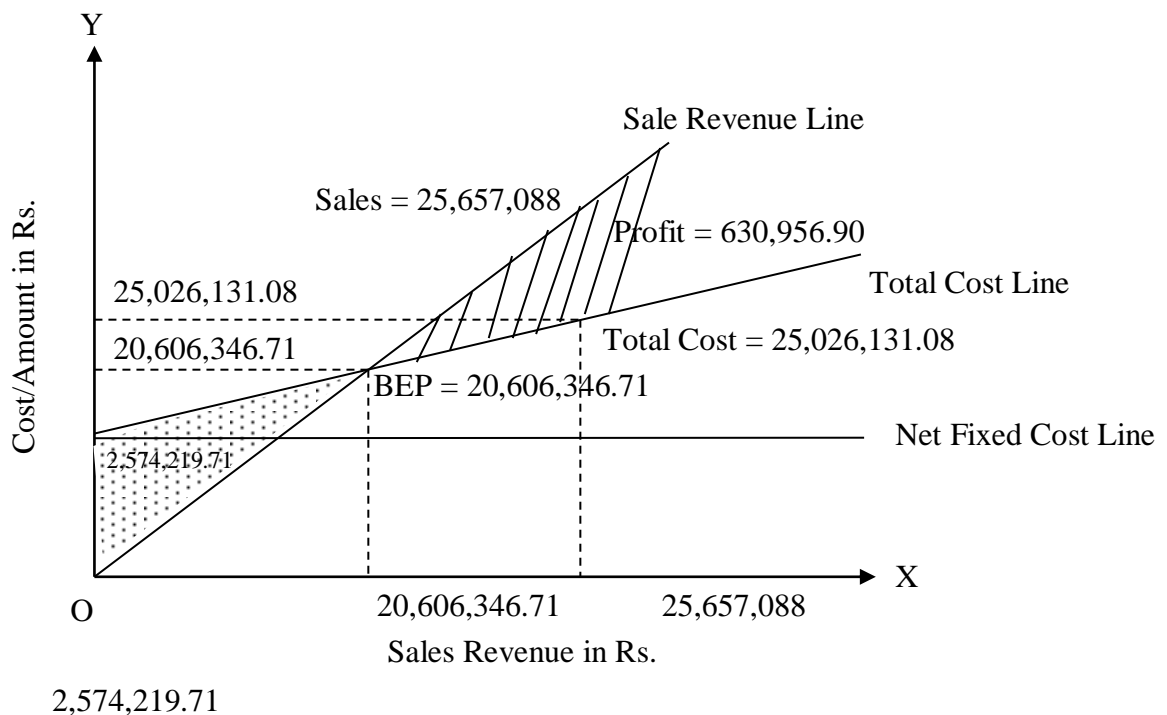 Y
Sale Revenue Line
Sales = 25,657,088
Profit = 630,956.90
Cost/Amount in Rs.
25,026,131.08
Total Cost Line
20,606,346.71
Total Cost = 25,026,131.08
BEP = 20,606,346.71
Net Fixed Cost Line
2,574,219.71
X
O
20,606,346.71
25,657,088
Sales Revenue in Rs.
2,574,219.71